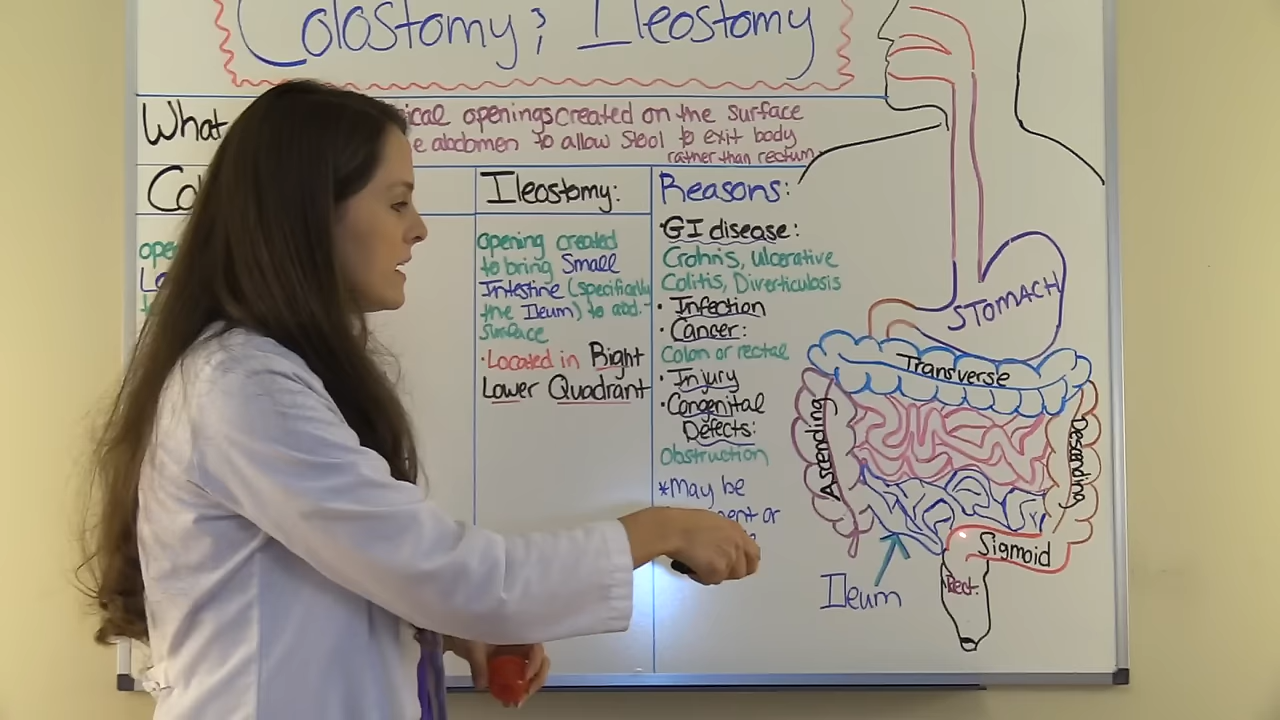 Colostomy & Ileostomy
What
ical openings created on the surface
e abdomen to allow stool to exit body
rather than rectum.
Ileostomy:
opening created
to bring Small
Intestine (specifically
the Ileum) to abd.
surface
·Located in Right
Lower Quadrant
Reasons:
·GI disease:
Crohn's, ulcerative
Colitis, Diverticulosis
· Infection
· Cancer:
Colon or rectal
· Injury
·Congenital
Defects:
Obstruction
*May be
or
STOMACH
Transverse
Ascending
Descending
Sigmoid
Rect.
Ileum